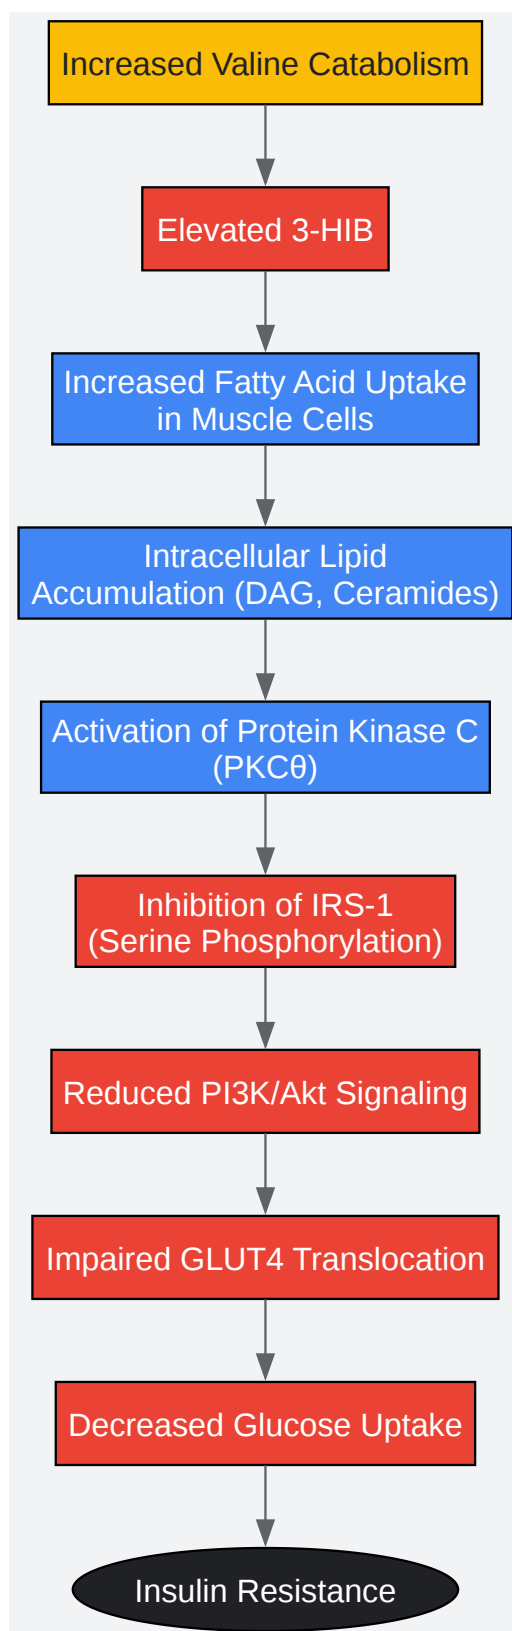 Increased Valine Catabolism
Elevated 3-HIB
Increased Fatty Acid Uptake
in Muscle Cells
Intracellular Lipid
Accumulation (DAG, Ceramides)
Activation of Protein Kinase C
(PKCθ)
Inhibition of IRS-1
(Serine Phosphorylation)
Reduced PI3K/Akt Signaling
Impaired GLUT4 Translocation
Decreased Glucose Uptake
Insulin Resistance